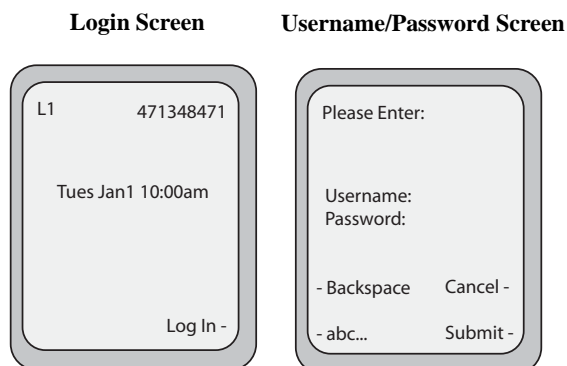 Login Screen
Username/Password Screen
L1 471348471
Tues Jan1 10:00am
Log In -
Please Enter:
Username:
Password:
- Backspace Cancel -
- abc... Submit -